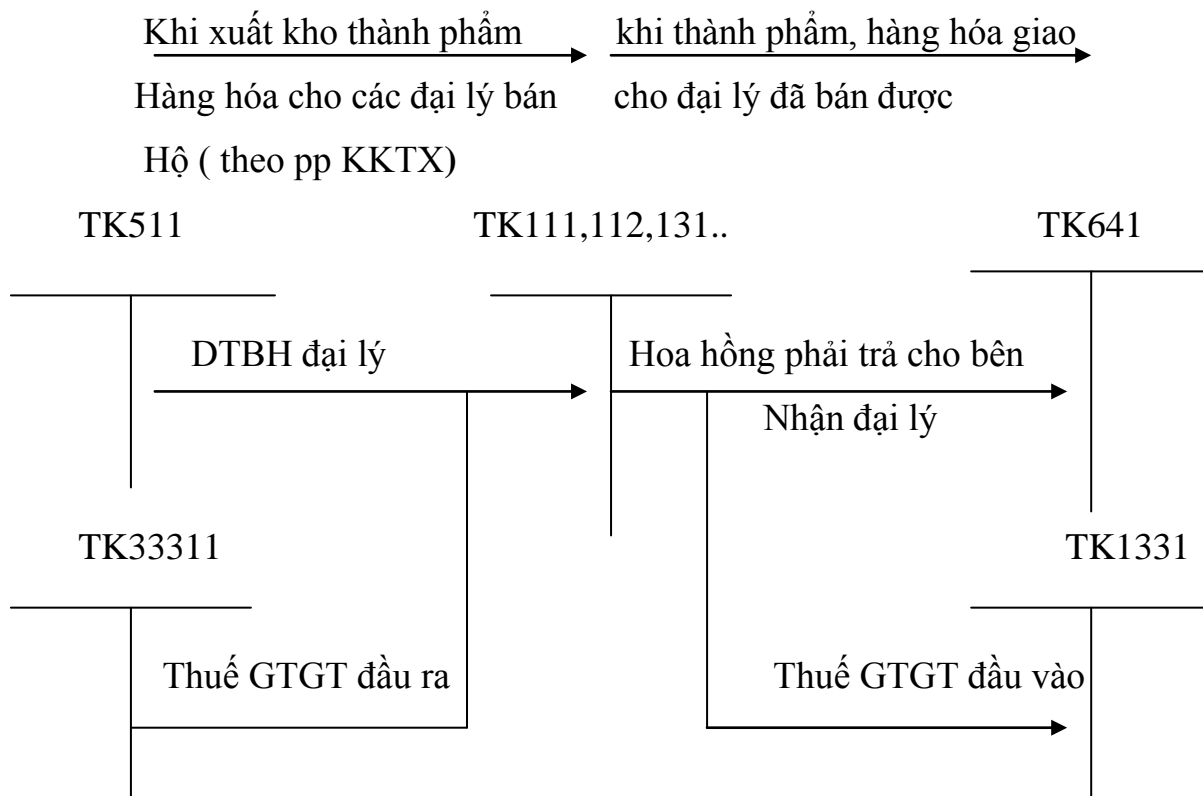 Khi xuất kho thành phẩm khi thành phẩm, hàng hóa giao
Hàng hóa cho các đại lý bán cho đại lý đã bán được
Hộ ( theo pp KKTX)
TK511 TK111,112,131.. TK641
DTBH đại lý Hoa hồng phải trả cho bên
Nhận đại lý
TK33311 TK1331
Thuế GTGT đầu ra Thuế GTGT đầu vào